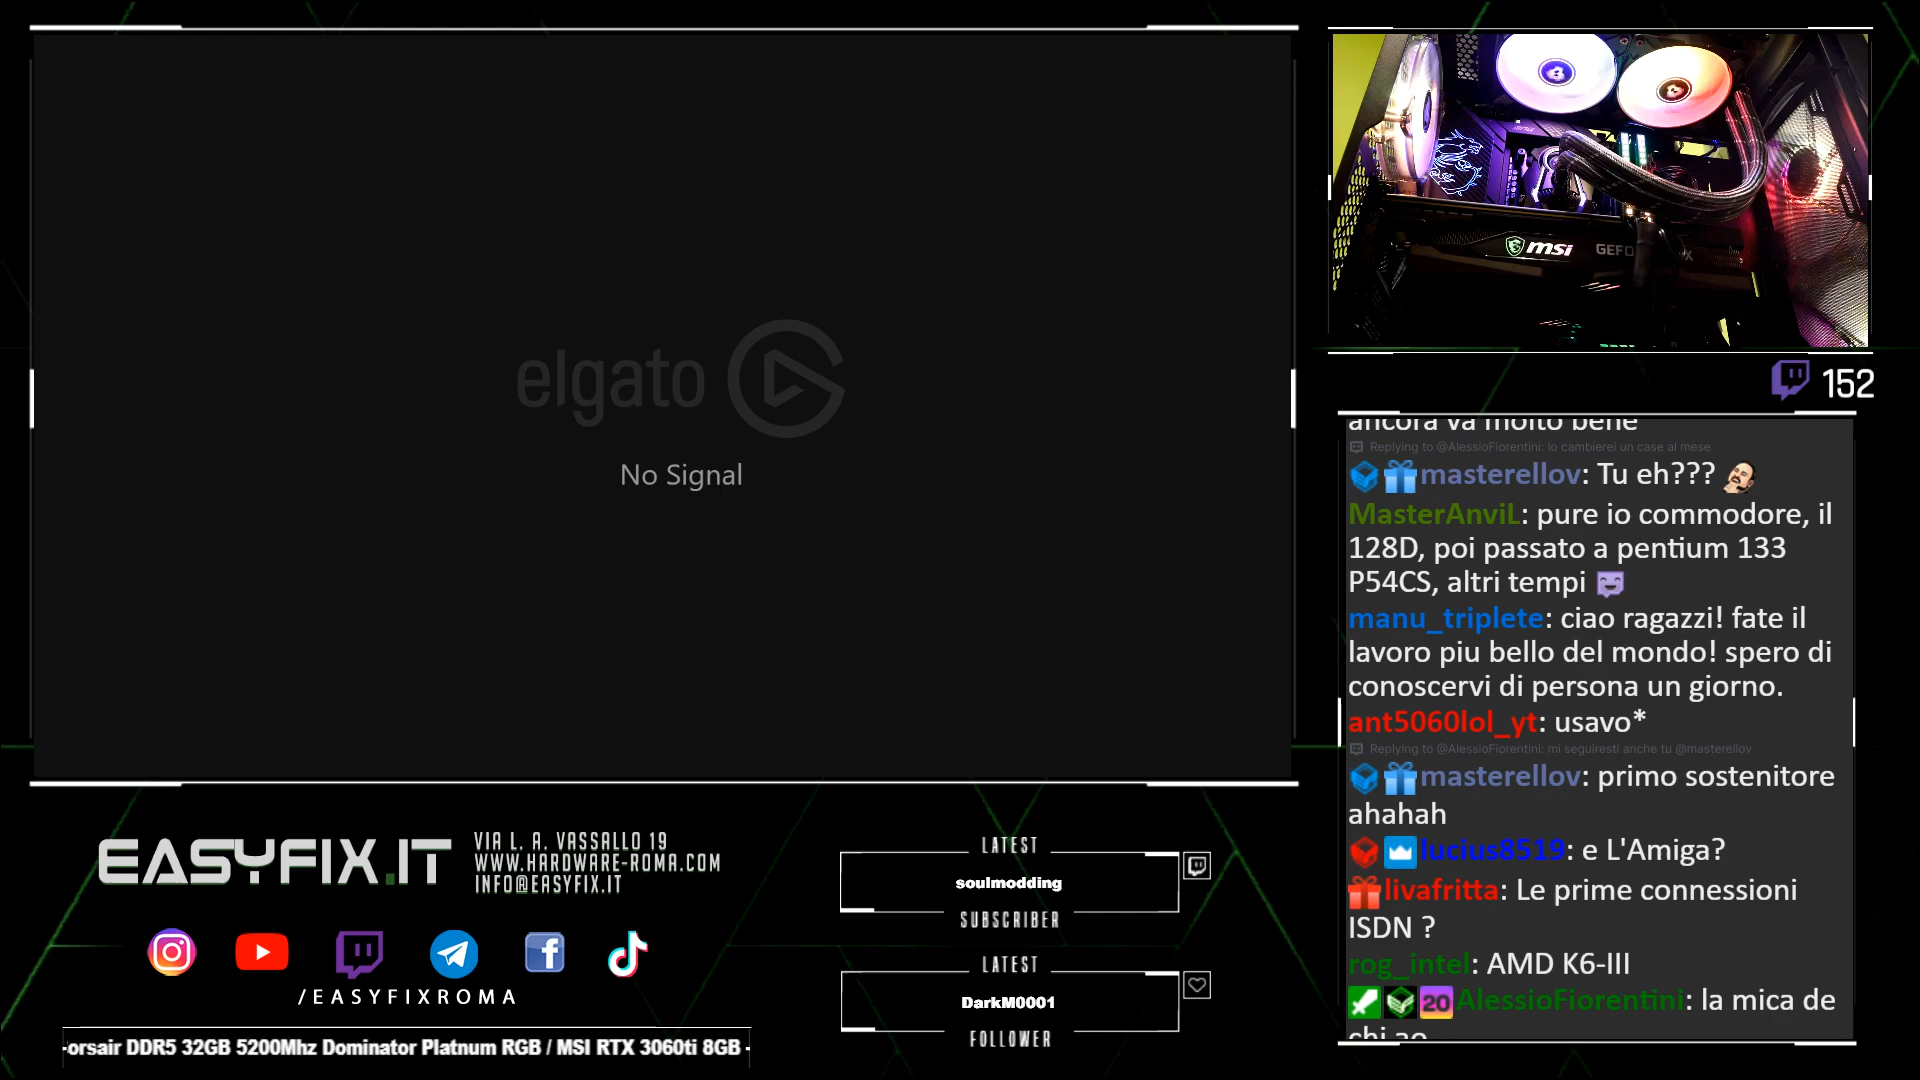 elgato
No Signal
msi
152
ancora va molto bene
Replying to @AlessioFiorentini: io cambierei un case al mese
masterellov: Tu eh???
MasterAnviL: pure io commodore, il
128D, poi passato a pentium 133
P54CS, altri tempi
manu_triplete: ciao ragazzi! fate il
lavoro piu bello del mondo! spero di
conoscervi di persona un giorno.
ant5060lol_yt: usavo*
Replying to @AlessioFiorentini: mi seguiresti anche tu @masterellov
masterellov: primo sostenitore
ahahah
lucius8519: e L'Amiga?
livafritta: Le prime connessioni
ISDN ?
rog_intel: AMD K6-III
20 AlessioFiorentini: la mica de
EASYFIX.IT
VIA L. A. VASSALLO 19
WWW.HARDWARE-ROMA.COM
INFO@EASYFIX.IT
/EASYFIXROMA
orsair DDR5 32GB 5200Mhz Dominator Platnum RGB / MSI RTX 3060ti 8GB -
LATEST
soulmodding
SUBSCRIBER
LATEST
DarkM0001
FOLLOWER